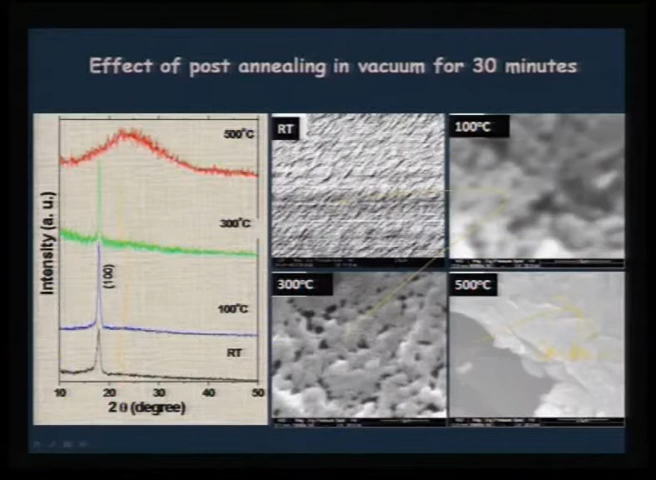 Effect of post annealing in vacuum for 30 minutes
500°C
300°C
(100)
100°C
RT
Intensity (a. u.)
10 20 30 40 50
2 θ (degree)
RT
100°C
300°C
500°C